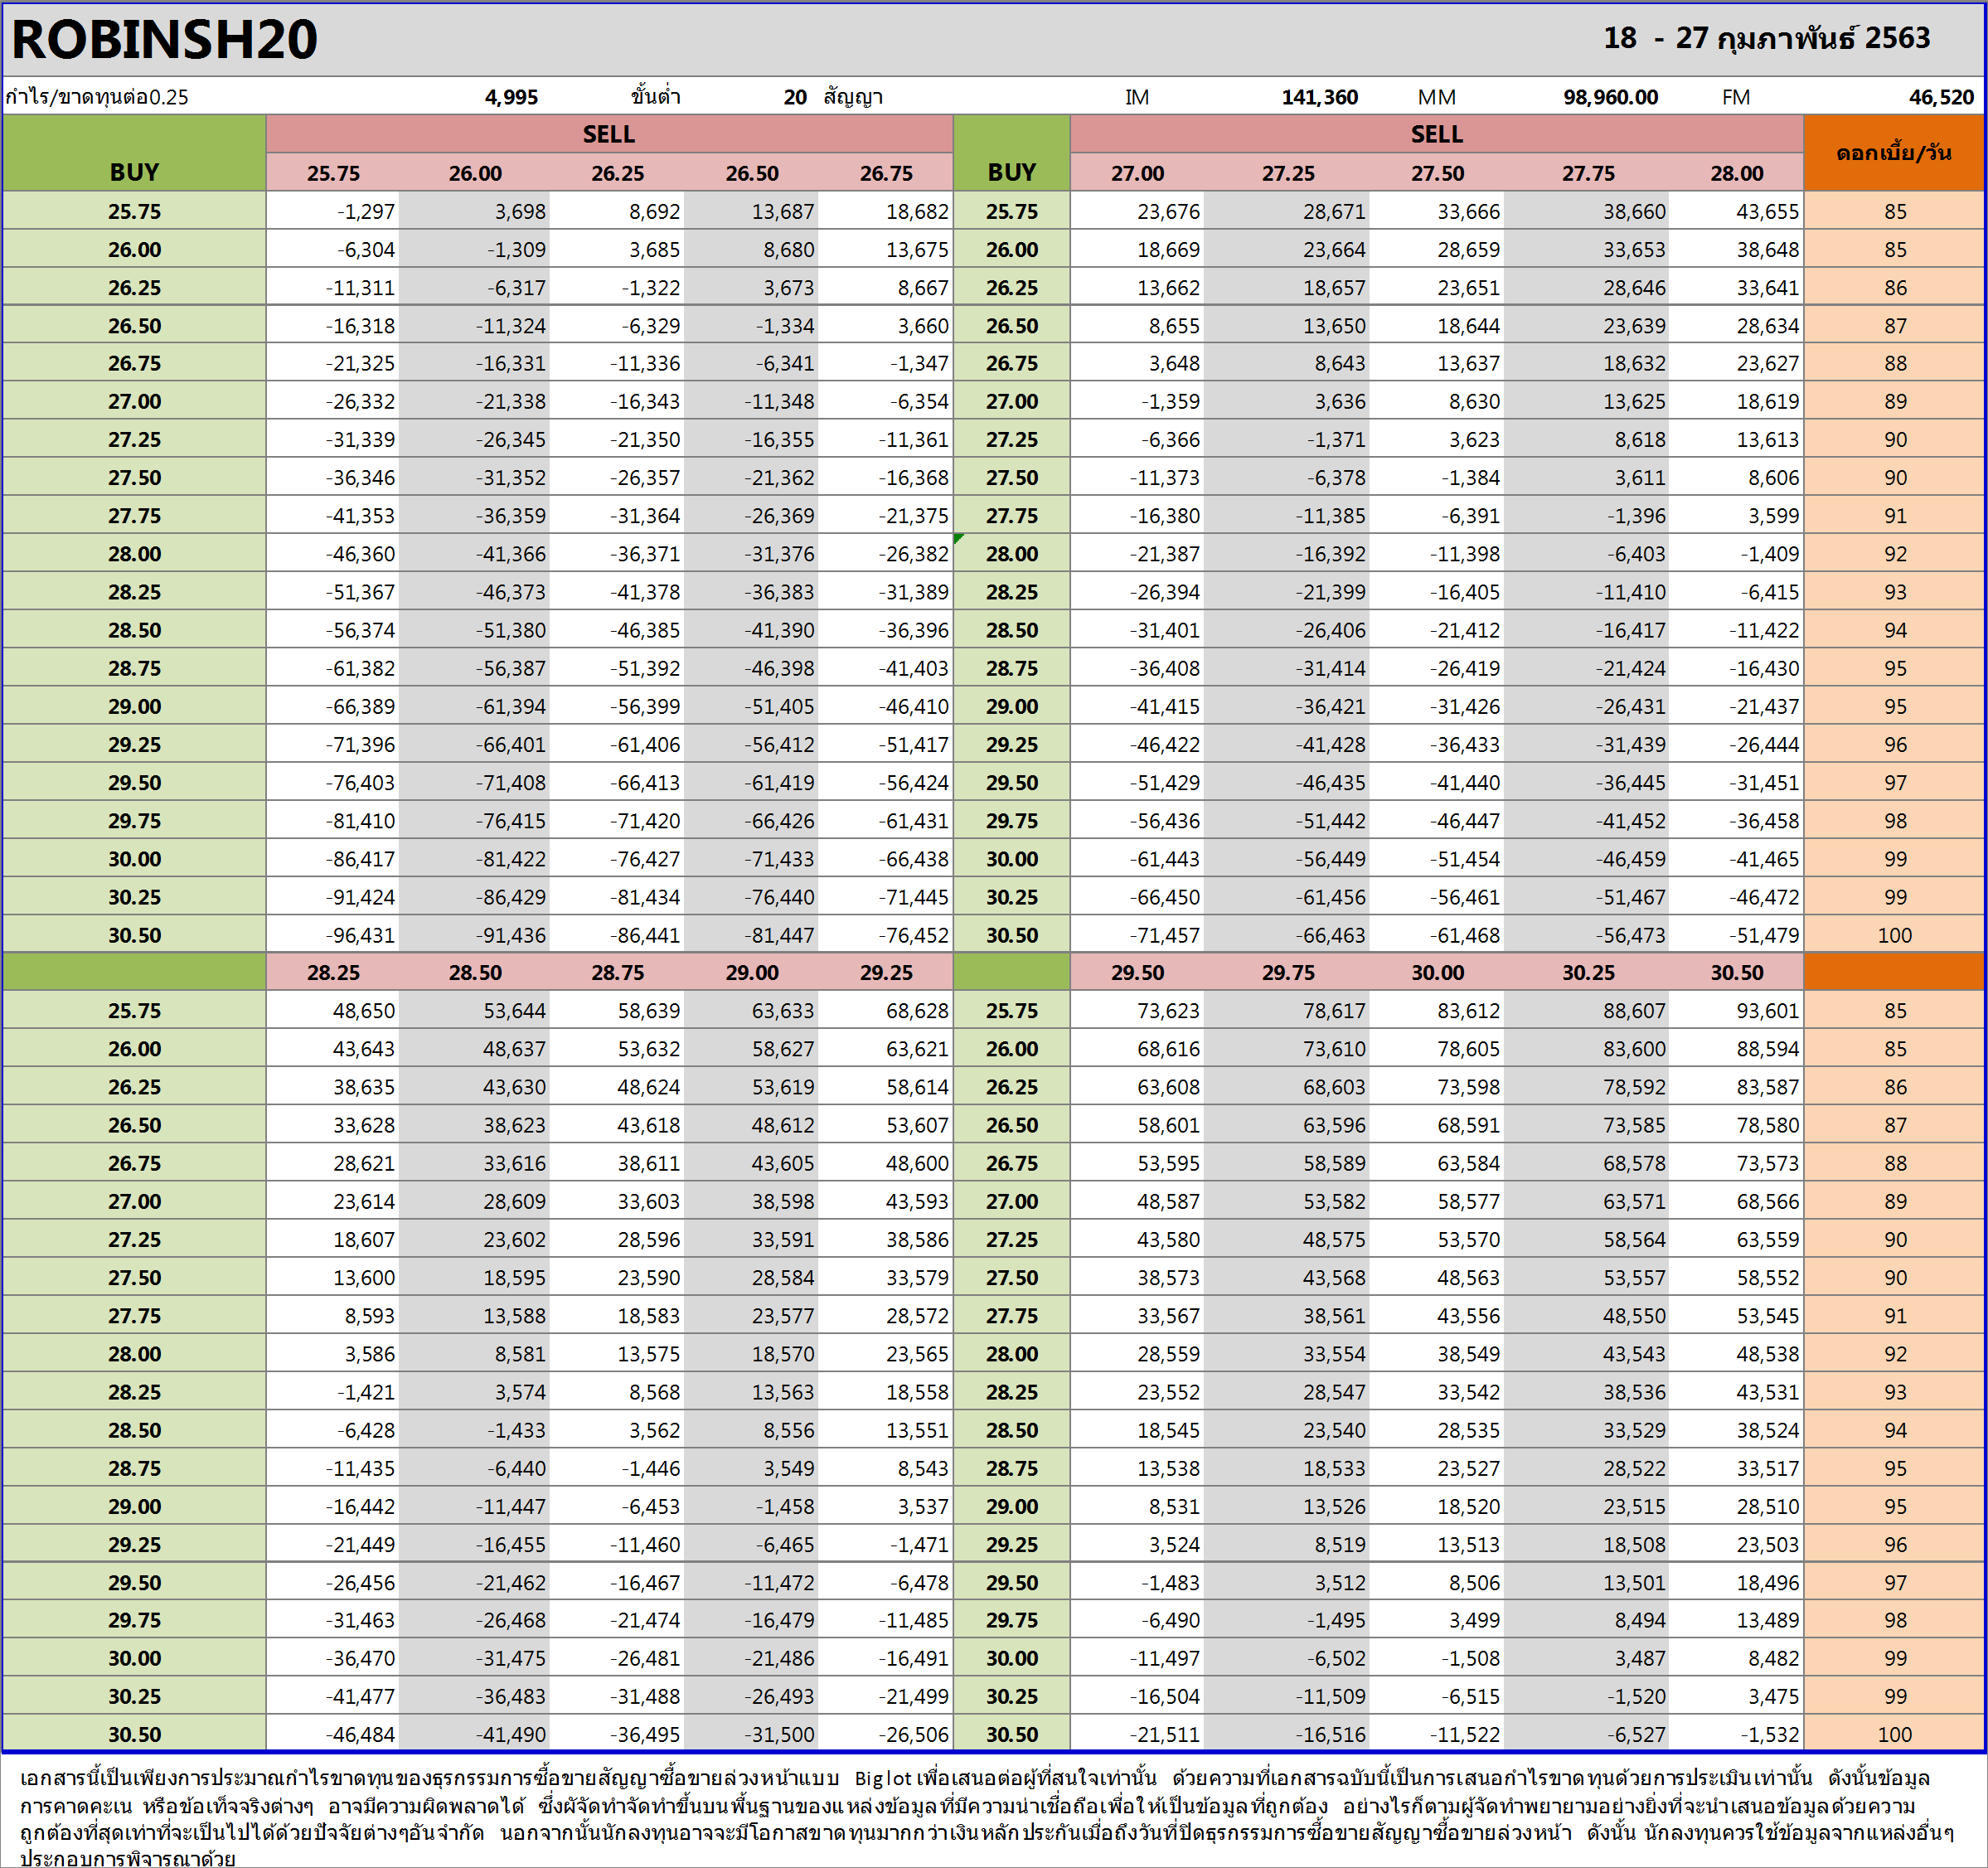 ROBINSH20 18 - 27 กุมภาพันธ์ 2563
กำไร/ขาดทุนต่อ0.25 4,995 ขั้นต่ำ 20 สัญญา IM 141,360 MM 98,960.00 FM 46,520
BUY SELL BUY SELL ดอกเบี้ย/วัน
25.75 26.00 26.25 26.50 26.75 27.00 27.25 27.50 27.75 28.00
25.75 -1,297 3,698 8,692 13,687 18,682 25.75 23,676 28,671 33,666 38,660 43,655 85
26.00 -6,304 -1,309 3,685 8,680 13,675 26.00 18,669 23,664 28,659 33,653 38,648 85
26.25 -11,311 -6,317 -1,322 3,673 8,667 26.25 13,662 18,657 23,651 28,646 33,641 86
26.50 -16,318 -11,324 -6,329 -1,334 3,660 26.50 8,655 13,650 18,644 23,639 28,634 87
26.75 -21,325 -16,331 -11,336 -6,341 -1,347 26.75 3,648 8,643 13,637 18,632 23,627 88
27.00 -26,332 -21,338 -16,343 -11,348 -6,354 27.00 -1,359 3,636 8,630 13,625 18,619 89
27.25 -31,339 -26,345 -21,350 -16,355 -11,361 27.25 -6,366 -1,371 3,623 8,618 13,613 90
27.50 -36,346 -31,352 -26,357 -21,362 -16,368 27.50 -11,373 -6,378 -1,384 3,611 8,606 90
27.75 -41,353 -36,359 -31,364 -26,369 -21,375 27.75 -16,380 -11,385 -6,391 -1,396 3,599 91
28.00 -46,360 -41,366 -36,371 -31,376 -26,382 28.00 -21,387 -16,392 -11,398 -6,403 -1,409 92
28.25 -51,367 -46,373 -41,378 -36,383 -31,389 28.25 -26,394 -21,399 -16,405 -11,410 -6,415 93
28.50 -56,374 -51,380 -46,385 -41,390 -36,396 28.50 -31,401 -26,406 -21,412 -16,417 -11,422 94
28.75 -61,382 -56,387 -51,392 -46,398 -41,403 28.75 -36,408 -31,414 -26,419 -21,424 -16,430 95
29.00 -66,389 -61,394 -56,399 -51,405 -46,410 29.00 -41,415 -36,421 -31,426 -26,431 -21,437 95
29.25 -71,396 -66,401 -61,406 -56,412 -51,417 29.25 -46,422 -41,428 -36,433 -31,439 -26,444 96
29.50 -76,403 -71,408 -66,413 -61,419 -56,424 29.50 -51,429 -46,435 -41,440 -36,445 -31,451 97
29.75 -81,410 -76,415 -71,420 -66,426 -61,431 29.75 -56,436 -51,442 -46,447 -41,452 -36,458 98
30.00 -86,417 -81,422 -76,427 -71,433 -66,438 30.00 -61,443 -56,449 -51,454 -46,459 -41,465 99
30.25 -91,424 -86,429 -81,434 -76,440 -71,445 30.25 -66,450 -61,456 -56,461 -51,467 -46,472 99
30.50 -96,431 -91,436 -86,441 -81,447 -76,452 30.50 -71,457 -66,463 -61,468 -56,473 -51,479 100
28.25 28.50 28.75 29.00 29.25 29.50 29.75 30.00 30.25 30.50
25.75 48,650 53,644 58,639 63,633 68,628 25.75 73,623 78,617 83,612 88,607 93,601 85
26.00 43,643 48,637 53,632 58,627 63,621 26.00 68,616 73,610 78,605 83,600 88,594 85
26.25 38,635 43,630 48,624 53,619 58,614 26.25 63,608 68,603 73,598 78,592 83,587 86
26.50 33,628 38,623 43,618 48,612 53,607 26.50 58,601 63,596 68,591 73,585 78,580 87
26.75 28,621 33,616 38,611 43,605 48,600 26.75 53,595 58,589 63,584 68,578 73,573 88
27.00 23,614 28,609 33,603 38,598 43,593 27.00 48,587 53,582 58,577 63,571 68,566 89
27.25 18,607 23,602 28,596 33,591 38,586 27.25 43,580 48,575 53,570 58,564 63,559 90
27.50 13,600 18,595 23,590 28,584 33,579 27.50 38,573 43,568 48,563 53,557 58,552 90
27.75 8,593 13,588 18,583 23,577 28,572 27.75 33,567 38,561 43,556 48,550 53,545 91
28.00 3,586 8,581 13,575 18,570 23,565 28.00 28,559 33,554 38,549 43,543 48,538 92
28.25 -1,421 3,574 8,568 13,563 18,558 28.25 23,552 28,547 33,542 38,536 43,531 93
28.50 -6,428 -1,433 3,562 8,556 13,551 28.50 18,545 23,540 28,535 33,529 38,524 94
28.75 -11,435 -6,440 -1,446 3,549 8,543 28.75 13,538 18,533 23,527 28,522 33,517 95
29.00 -16,442 -11,447 -6,453 -1,458 3,537 29.00 8,531 13,526 18,520 23,515 28,510 95
29.25 -21,449 -16,455 -11,460 -6,465 -1,471 29.25 3,524 8,519 13,513 18,508 23,503 96
29.50 -26,456 -21,462 -16,467 -11,472 -6,478 29.50 -1,483 3,512 8,506 13,501 18,496 97
29.75 -31,463 -26,468 -21,474 -16,479 -11,485 29.75 -6,490 -1,495 3,499 8,494 13,489 98
30.00 -36,470 -31,475 -26,481 -21,486 -16,491 30.00 -11,497 -6,502 -1,508 3,487 8,482 99
30.25 -41,477 -36,483 -31,488 -26,493 -21,499 30.25 -16,504 -11,509 -6,515 -1,520 3,475 99
30.50 -46,484 -41,490 -36,495 -31,500 -26,506 30.50 -21,511 -16,516 -11,522 -6,527 -1,532 100
เอกสารนี้เป็นเพียงการประมาณกำไรขาดทุนของธุรกรรมการซื้อขายสัญญาซื้อขายล่วงหน้าแบบ Big lot เพื่อเสนอต่อผู้ที่สนใจเท่านั้น ด้วยความที่เอกสารฉบับนี้เป็นการเสนอกำไรขาดทุนด้วยการประเมินเท่านั้น ดังนั้นข้อมูล
การคาดคะเน หรือข้อเท็จจริงต่างๆ อาจมีความผิดพลาดได้ ซึ่งผัจัดทำจัดทำขึ้นบนพื้นฐานของแหล่งข้อมูลที่มีความน่าเชื่อถือเพื่อให้เป็นข้อมูลที่ถูกต้อง อย่างไรก็ตามผู้จัดทำพยายามอย่างยิ่งที่จะนำเสนอข้อมูลด้วยความ
ถูกต้องที่สุดเท่าที่จะเป็นไปได้ด้วยปัจจัยต่างๆอันจำกัด นอกจากนั้นนักลงทุนอาจจะมีโอกาสขาดทุนมากกว่าเงินหลักประกันเมื่อถึงวันที่ปิดธุรกรรมการซื้อขายสัญญาซื้อขายล่วงหน้า ดังนั้น นักลงทุนควรใช้ข้อมูลจากแหล่งอื่นๆ
ประกอบการพิจารณาด้วย